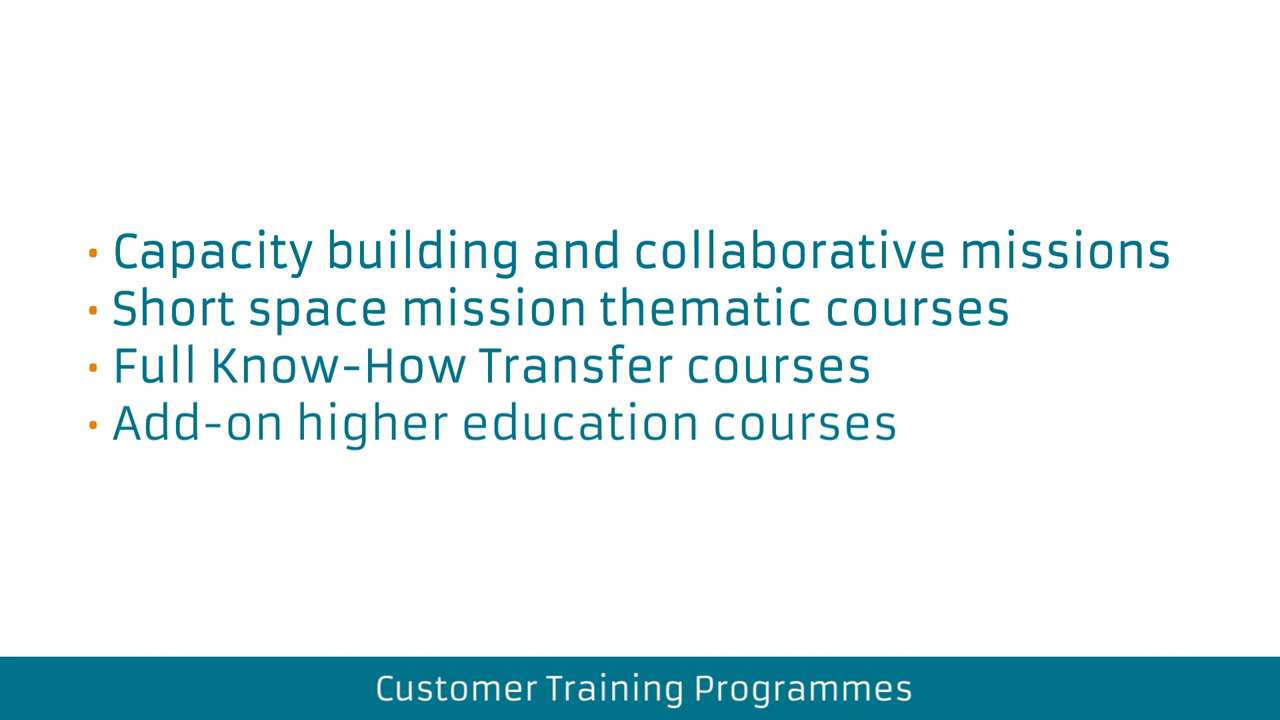 • Capacity building and collaborative missions
• Short space mission thematic courses
• Full Know-How Transfer courses
• Add-on higher education courses
Customer Training Programmes